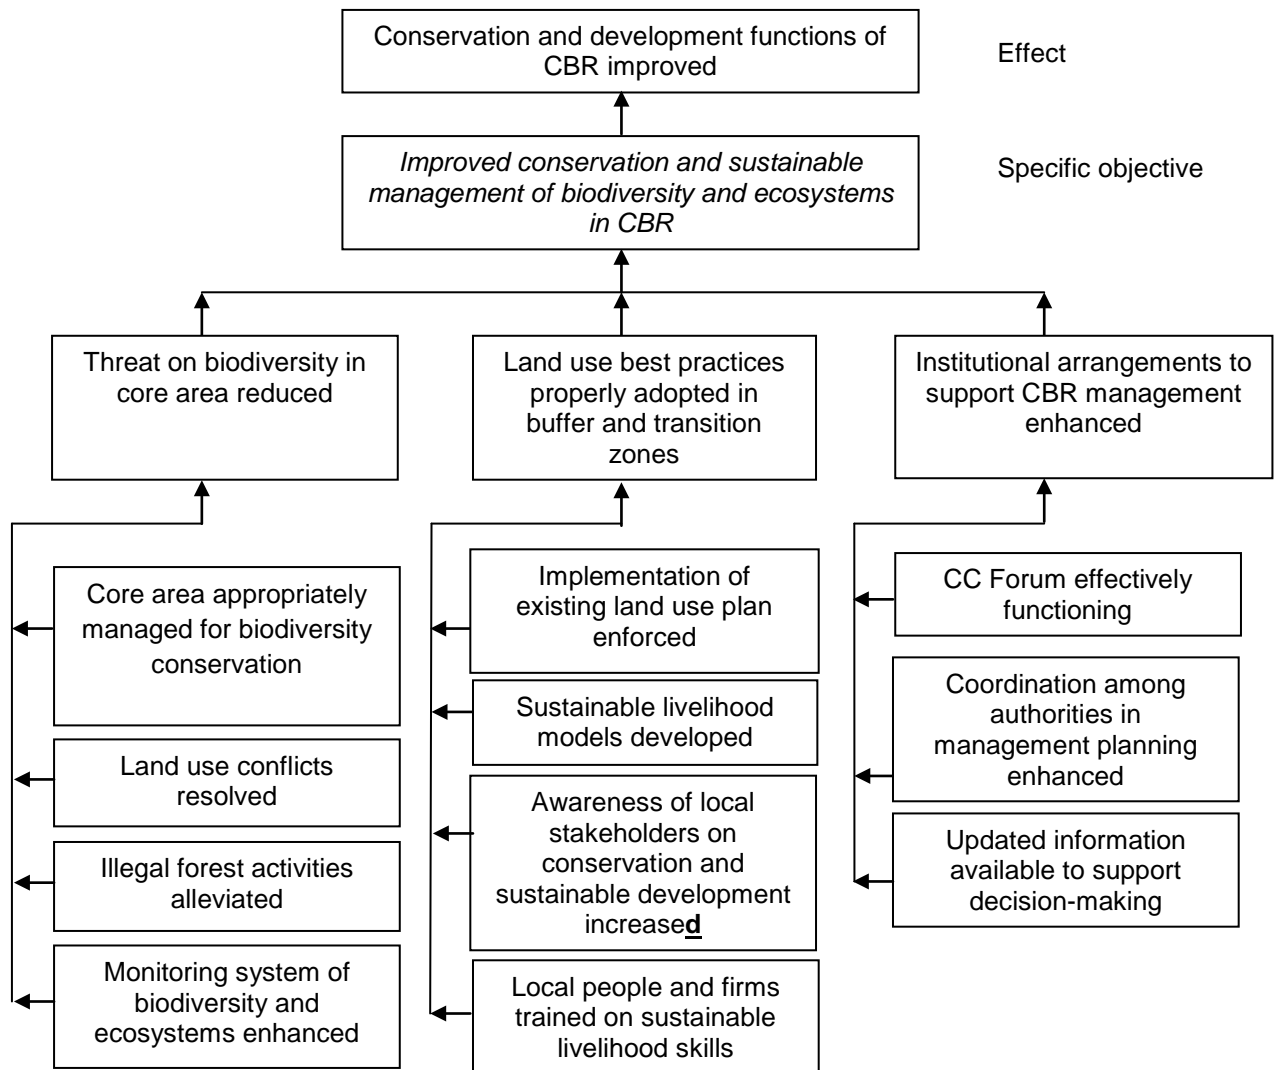 Conservation and development functions of
CBR improved
Effect
Improved conservation and sustainable
management of biodiversity and ecosystems
in CBR
Specific objective
Threat on biodiversity in
core area reduced
Land use best practices
properly adopted in
buffer and transition
zones
Institutional arrangements to
support CBR management
enhanced
Core area appropriately
managed for biodiversity
conservation
Land use conflicts
resolved
Illegal forest activities
alleviated
Monitoring system of
biodiversity and
ecosystems enhanced
Implementation of
existing land use plan
enforced
Sustainable livelihood
models developed
Awareness of local
stakeholders on
conservation and
sustainable development
increased
Local people and firms
trained on sustainable
livelihood skills
CC Forum effectively
functioning
Coordination among
authorities in
management planning
enhanced
Updated information
available to support
decision-making